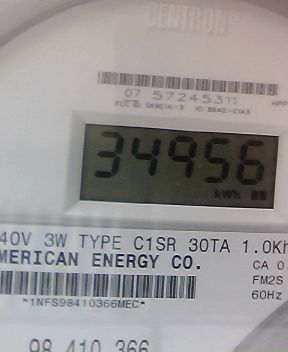 CENTRON®
07 57245311
34956
kWh
40V 3W TYPE C1SR 30TA 1.0Kh
MERICAN ENERGY CO.
CA 0
FM2S
60Hz
*1NFS98410366MEC*
98 410 366